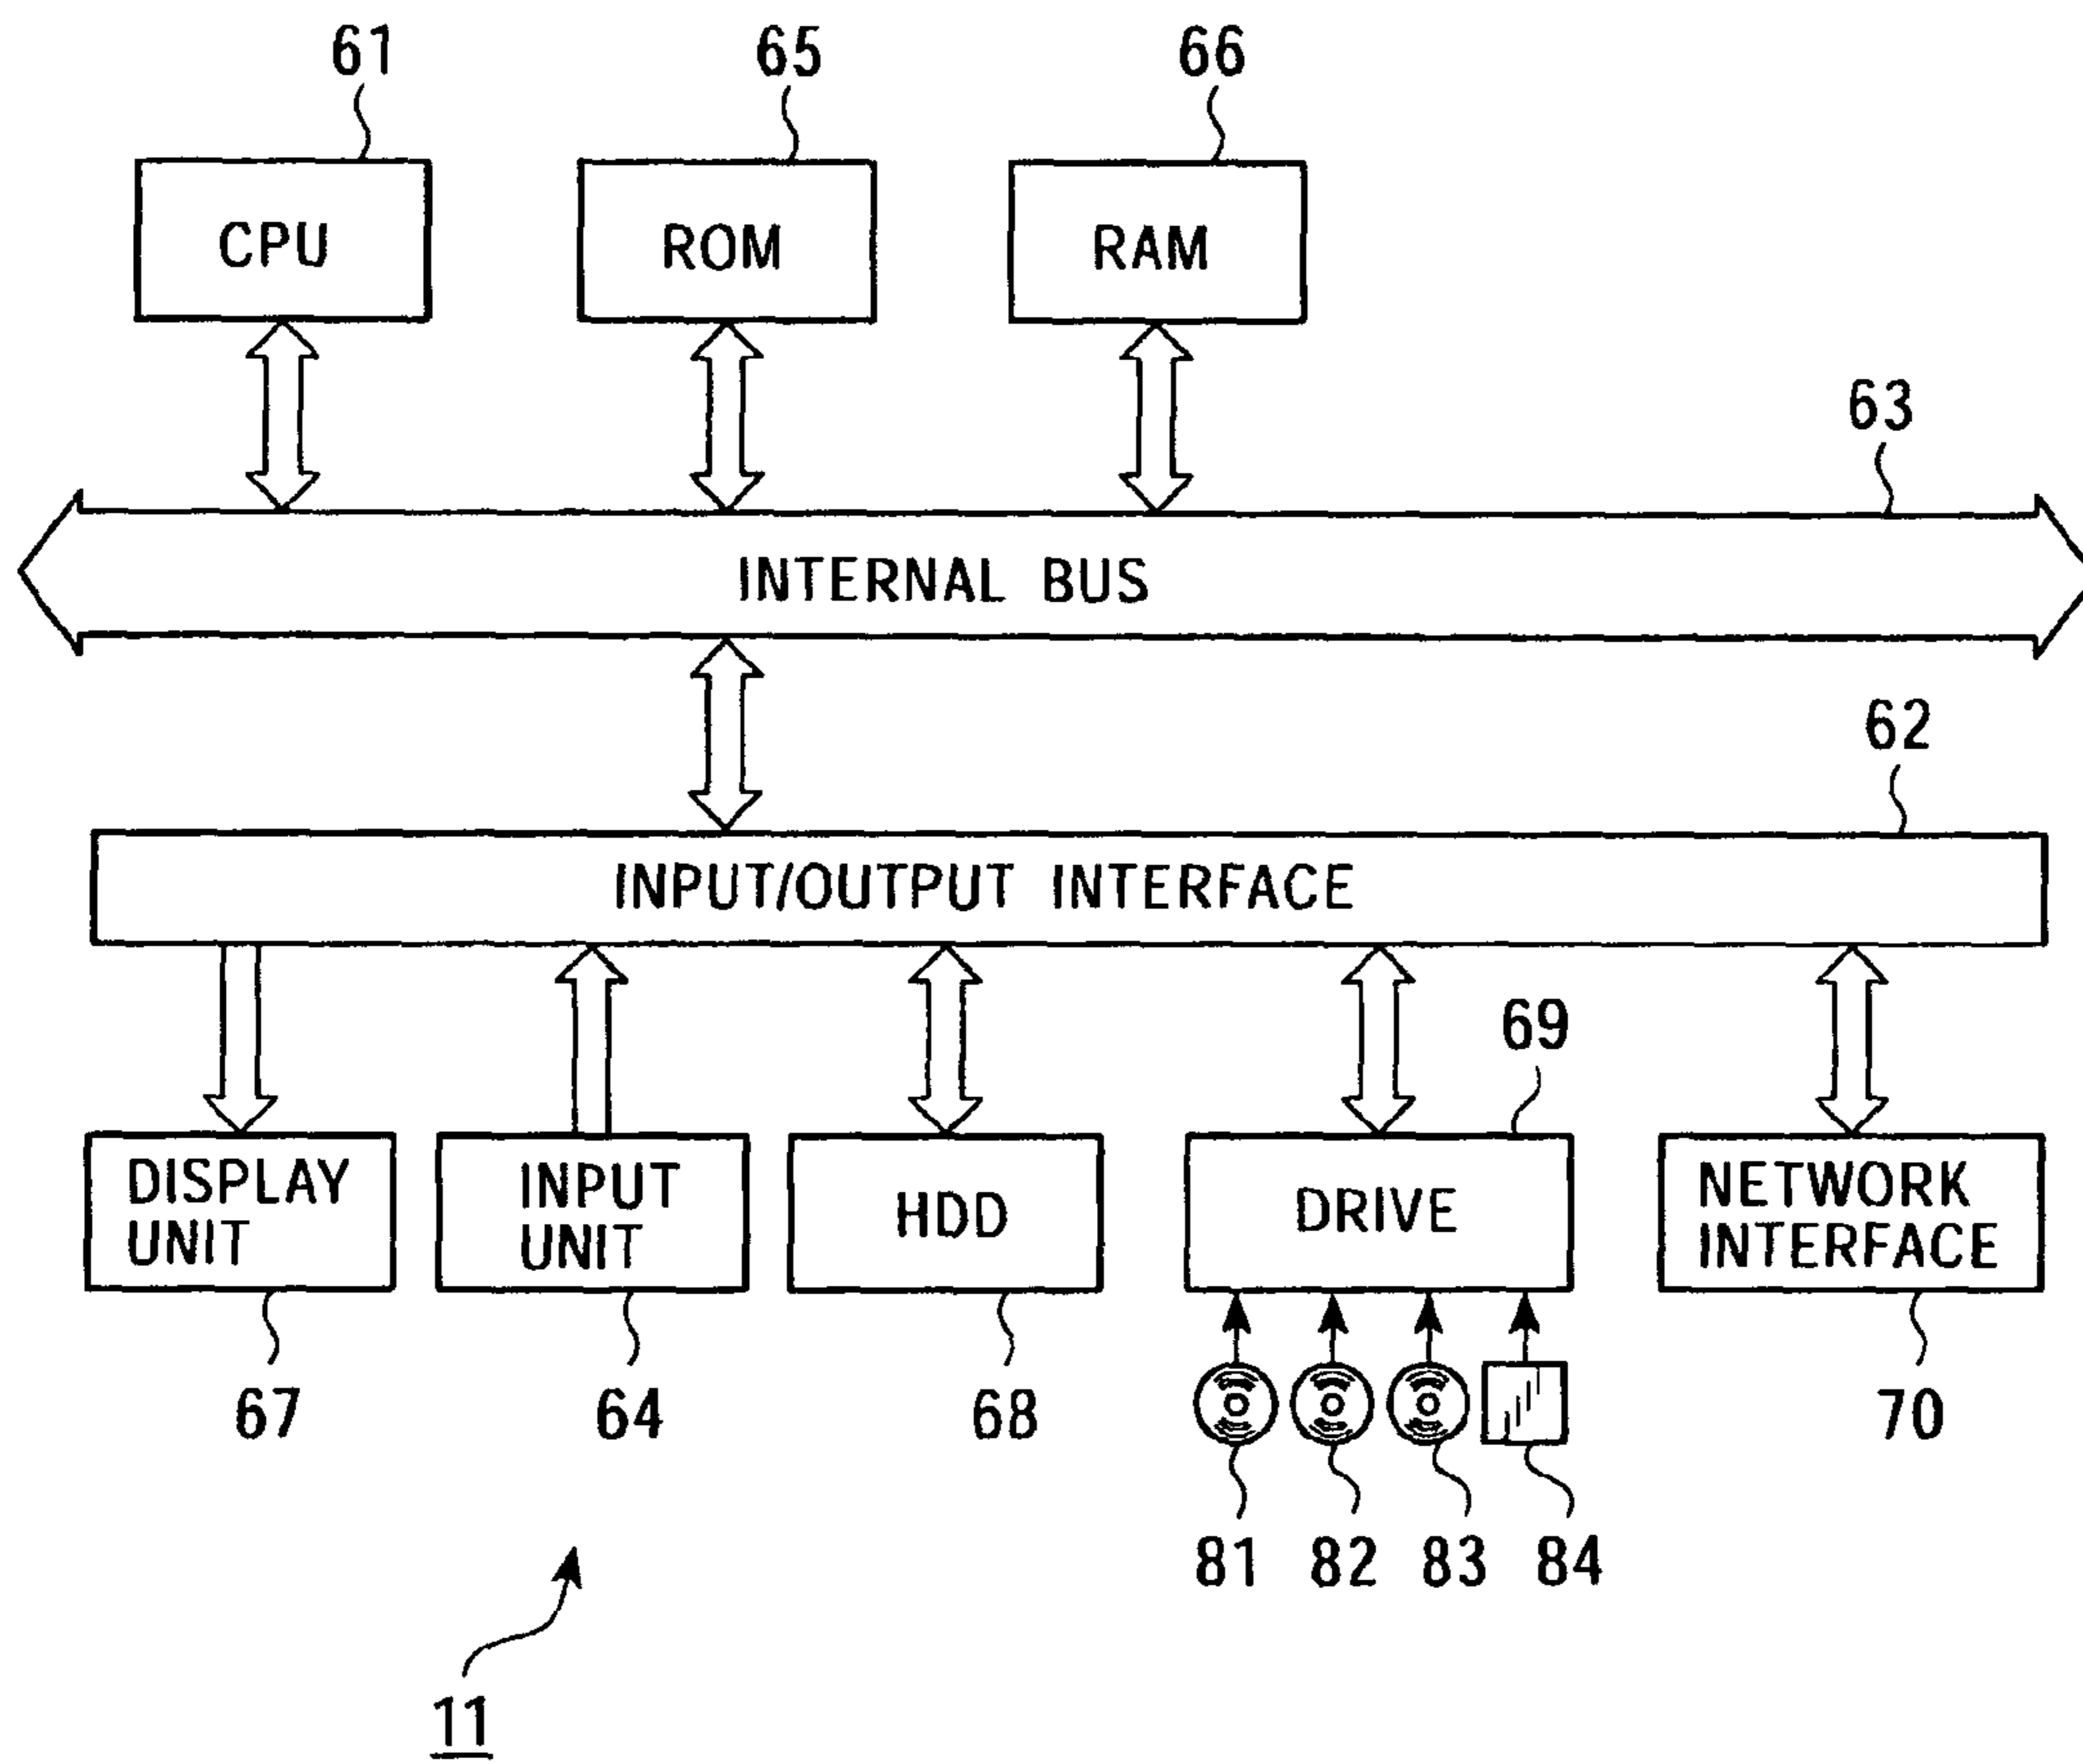 61 65 66
CPU ROM RAM
63
INTERNAL BUS
62
INPUT/OUTPUT INTERFACE
69
DISPLAY
UNIT
INPUT
UNIT
HDD
DRIVE
NETWORK
INTERFACE
67 64 68 70
81 82 83 84
11